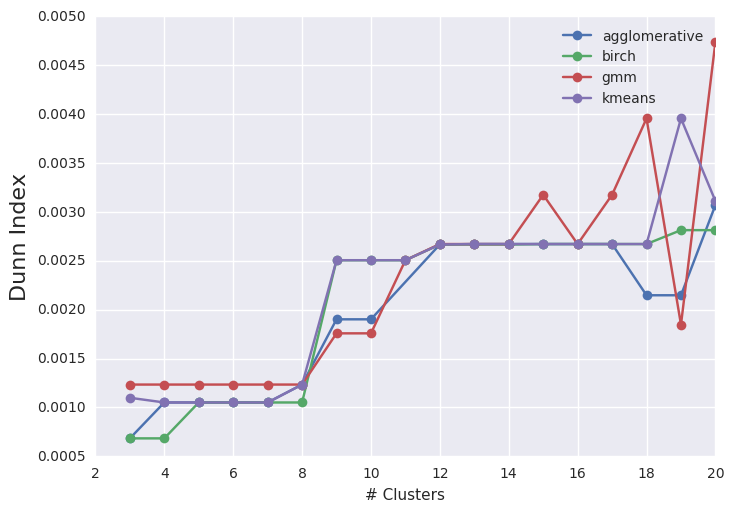 0.0050
0.0045
0.0040
0.0035
0.0030
0.0025
0.0020
0.0015
0.0010
0.0005
Dunn Index
agglomerative
birch
gmm
kmeans
2 4 6 8 10 12 14 16 18 20
# Clusters